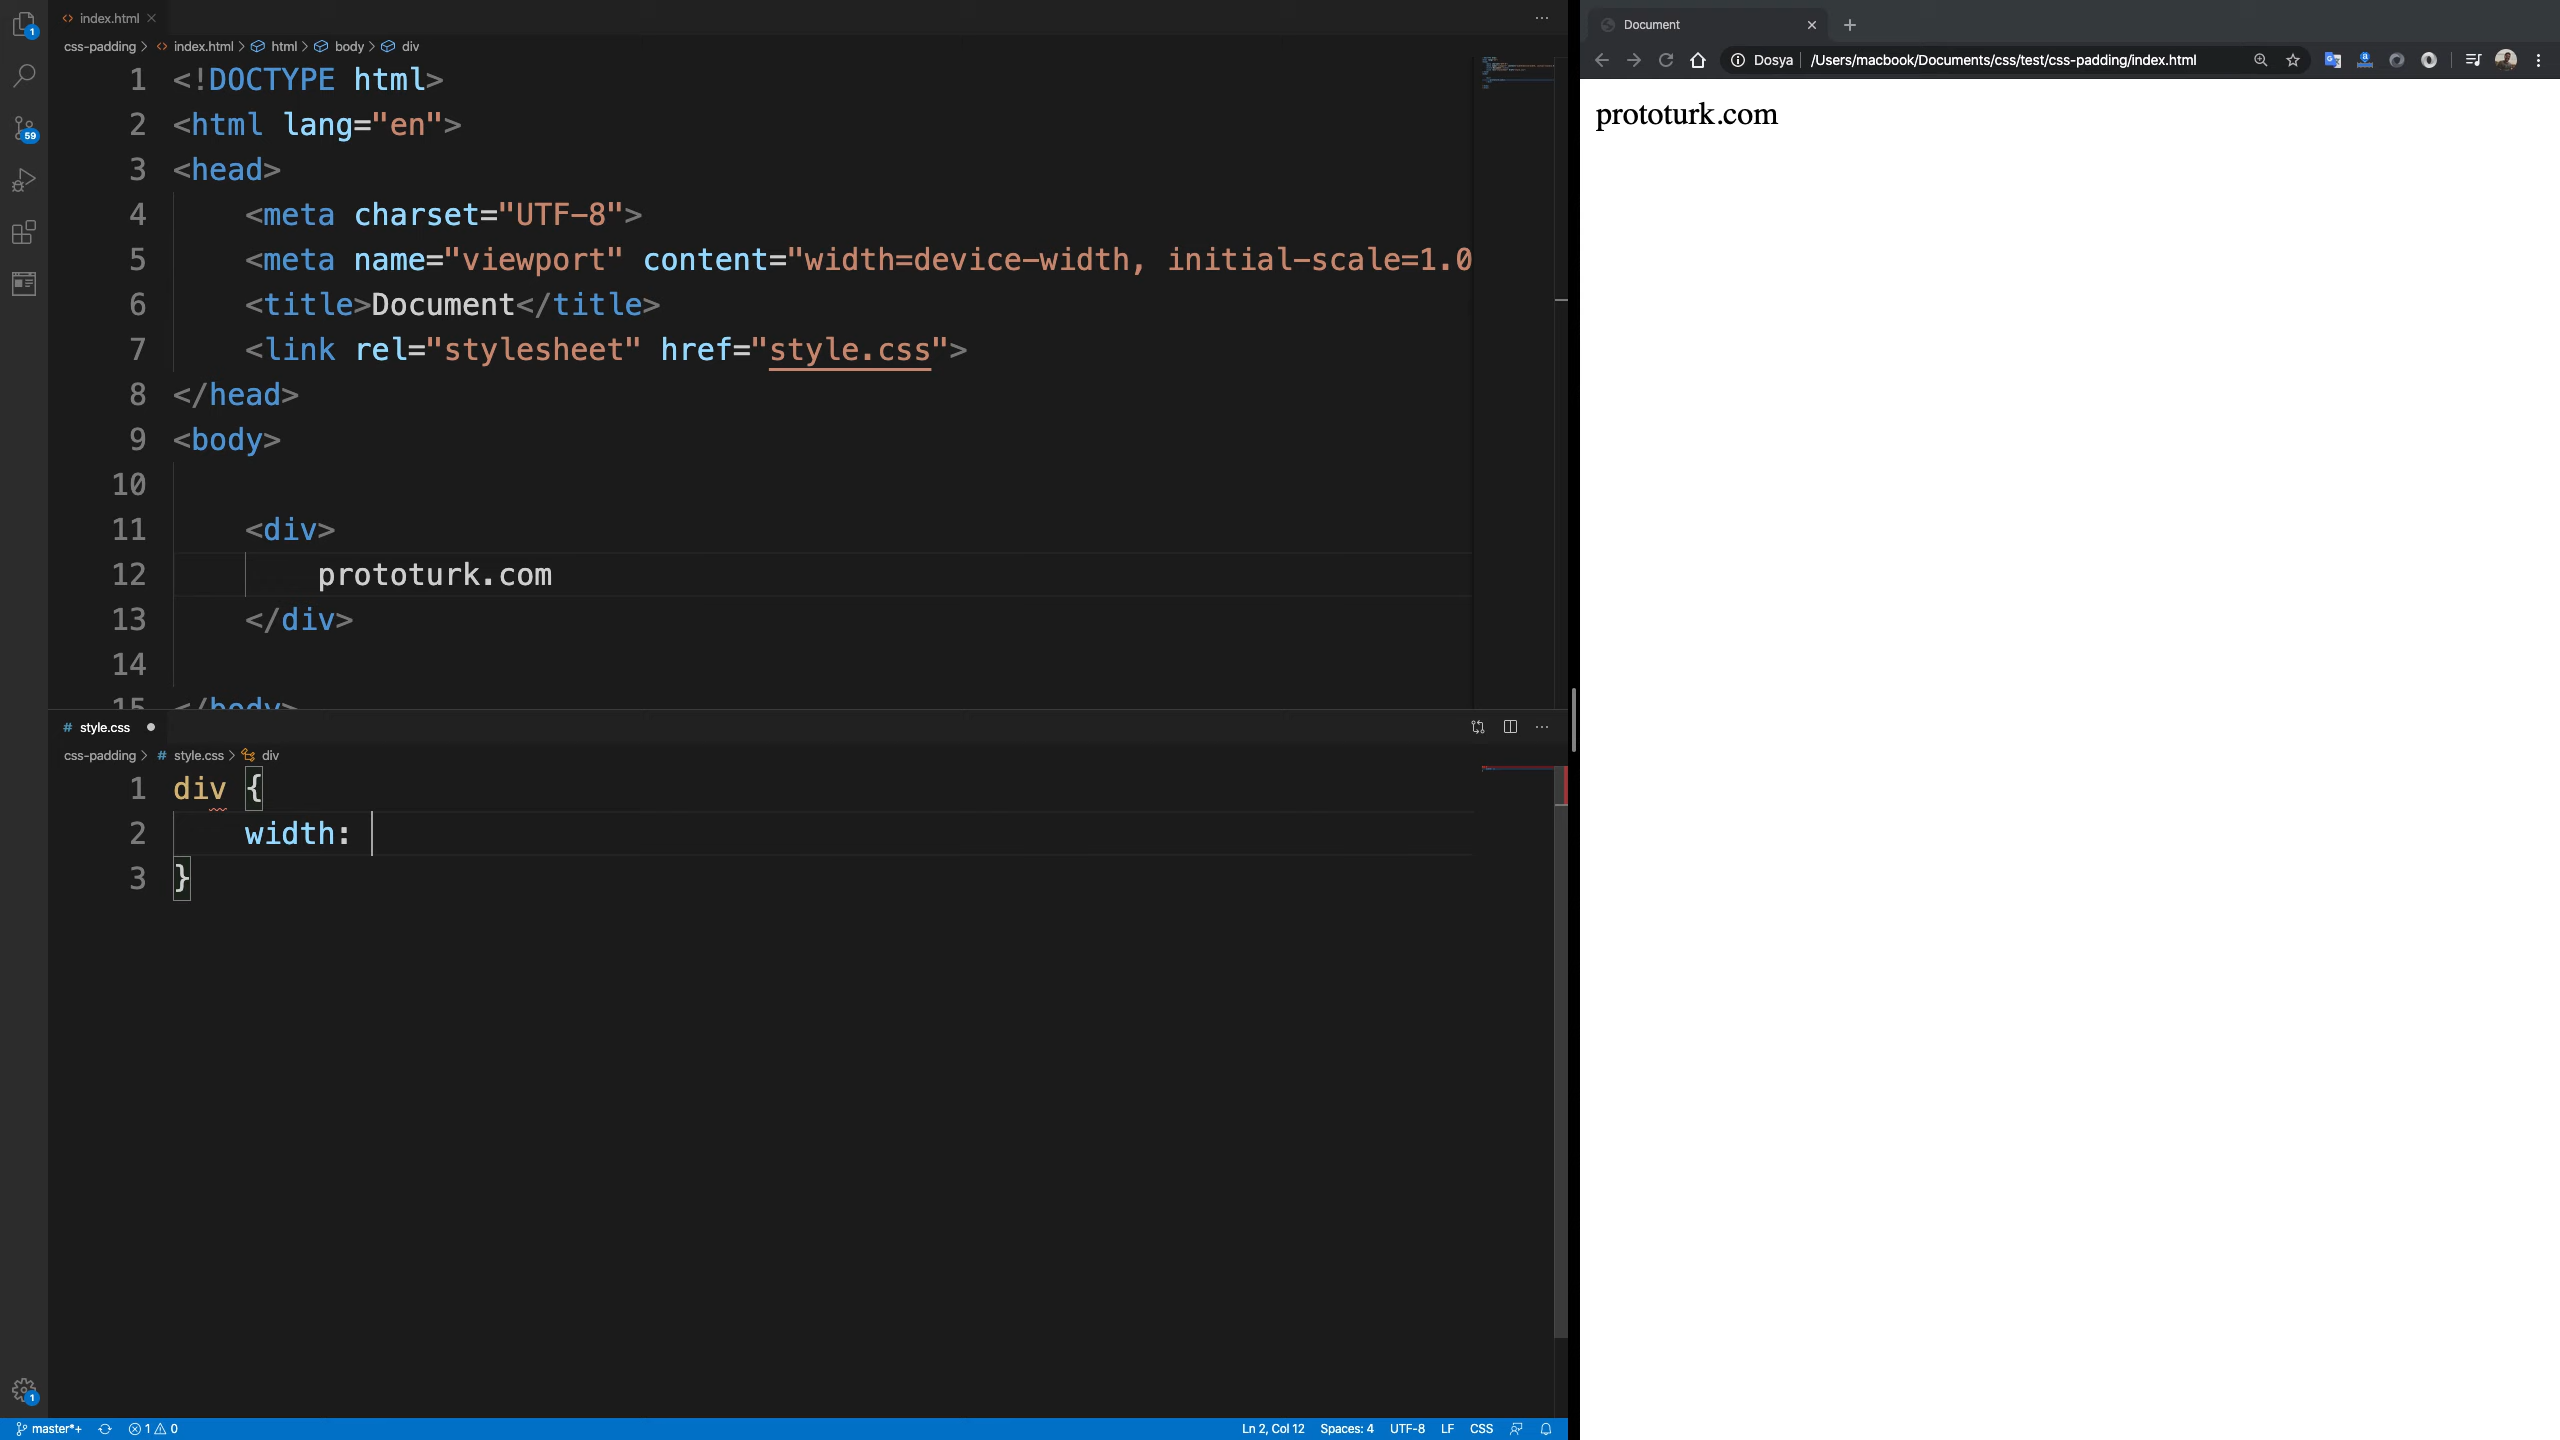 index.html
css-padding > index.html > html > body > div
1 <!DOCTYPE html>
2 <html lang="en">
3 <head>
4 <meta charset="UTF-8">
5 <meta name="viewport" content="width=device-width, initial-scale=1.0
6 <title>Document</title>
7 <link rel="stylesheet" href="style.css">
8 </head>
9 <body>
10
11 <div>
12 prototurk.com
13 </div>
14
15 </body>
# style.css
css-padding > # style.css > div
1 div {
2 width:
3 }
1
59
1
master*+ 1 0
Ln 2, Col 12 Spaces: 4 UTF-8 LF CSS
Document
Dosya | /Users/macbook/Documents/css/test/css-padding/index.html
prototurk.com